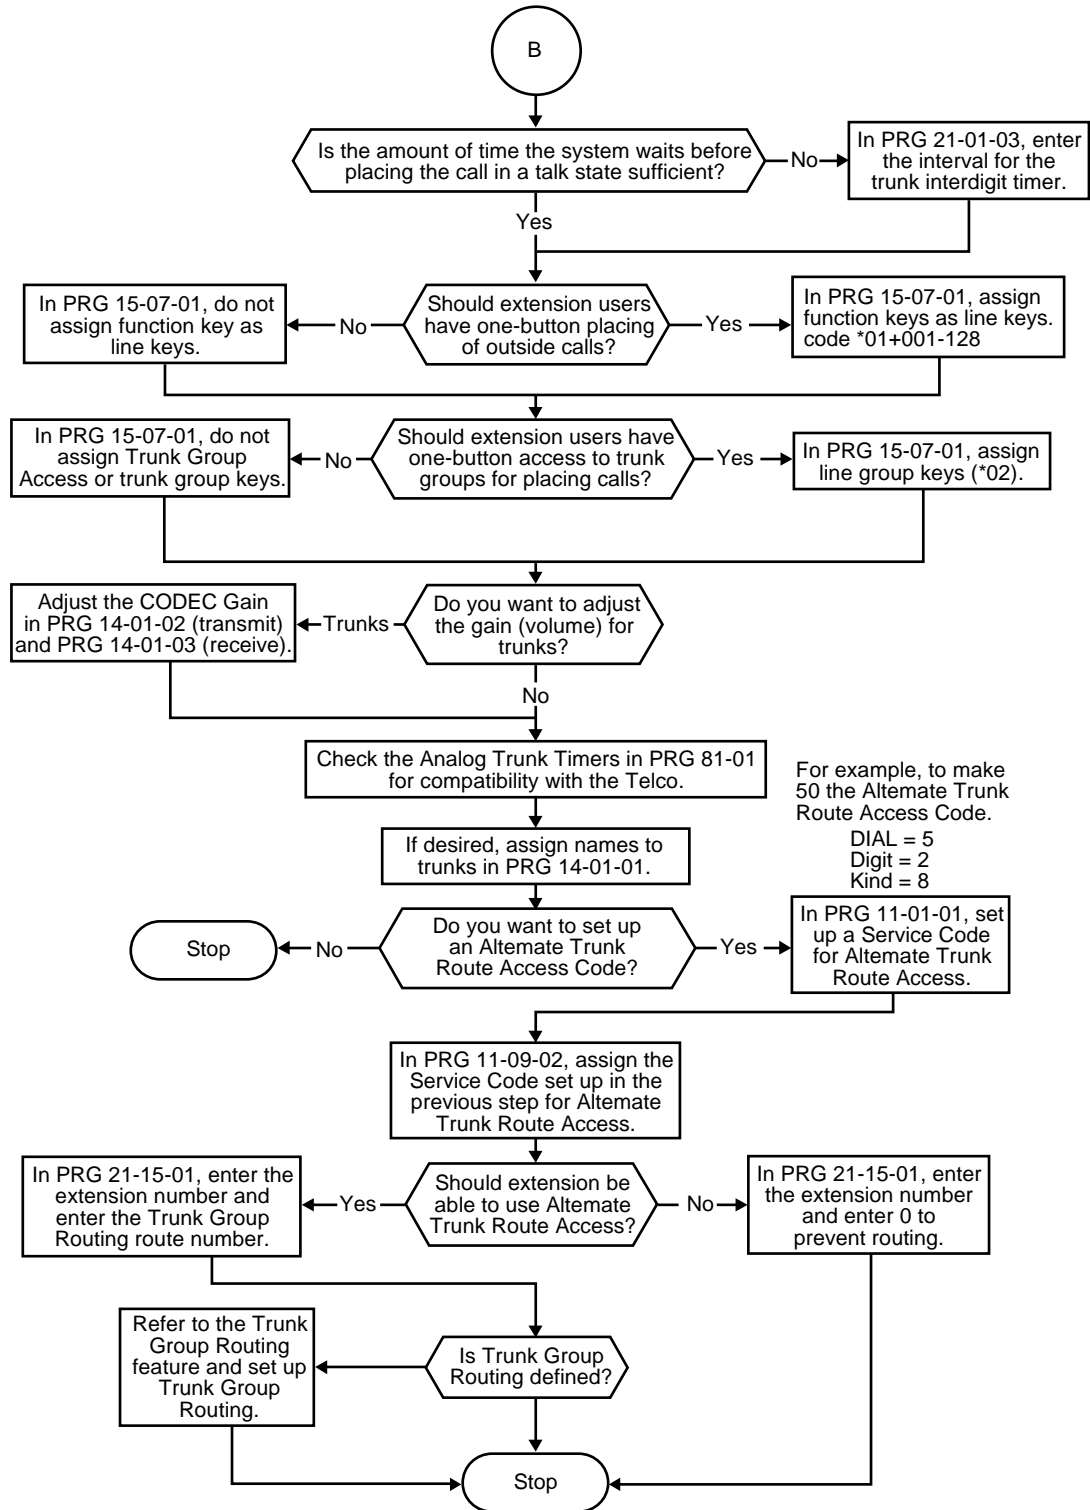 B
Is the amount of time the system waits before
placing the call in a talk state sufficient?
No
In PRG 21-01-03, enter
the interval for the
trunk interdigit timer.
Yes
In PRG 15-07-01, do not
assign function key as
line keys.
No
Should extension users
have one-button placing
of outside calls?
Yes
In PRG 15-07-01, assign
function keys as line keys.
code *01+001-128
In PRG 15-07-01, do not
assign Trunk Group
Access or trunk group keys.
No
Should extension users have
one-button access to trunk
groups for placing calls?
Yes
In PRG 15-07-01, assign
line group keys (*02).
Adjust the CODEC Gain
in PRG 14-01-02 (transmit)
and PRG 14-01-03 (receive).
Trunks
Do you want to adjust
the gain (volume) for
trunks?
No
Check the Analog Trunk Timers in PRG 81-01
for compatibility with the Telco.
For example, to make
50 the Altemate Trunk
Route Access Code.
DIAL = 5
Digit = 2
Kind = 8
If desired, assign names to
trunks in PRG 14-01-01.
Stop
No
Do you want to set up
an Altemate Trunk
Route Access Code?
Yes
In PRG 11-01-01, set
up a Service Code
for Altemate Trunk
Route Access.
In PRG 11-09-02, assign the
Service Code set up in the
previous step for Altemate
Trunk Route Access.
In PRG 21-15-01, enter the
extension number and
enter the Trunk Group
Routing route number.
Yes
Should extension be
able to use Altemate
Trunk Route Access?
No
In PRG 21-15-01, enter
the extension number
and enter 0 to
prevent routing.
Refer to the Trunk
Group Routing
feature and set up
Trunk Group
Routing.
Is Trunk Group
Routing defined?
Stop